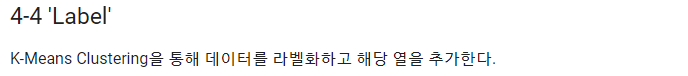 4-4 'Label'
K-Means Clustering을 통해 데이터를 라벨화하고 해당 열을 추가한다.